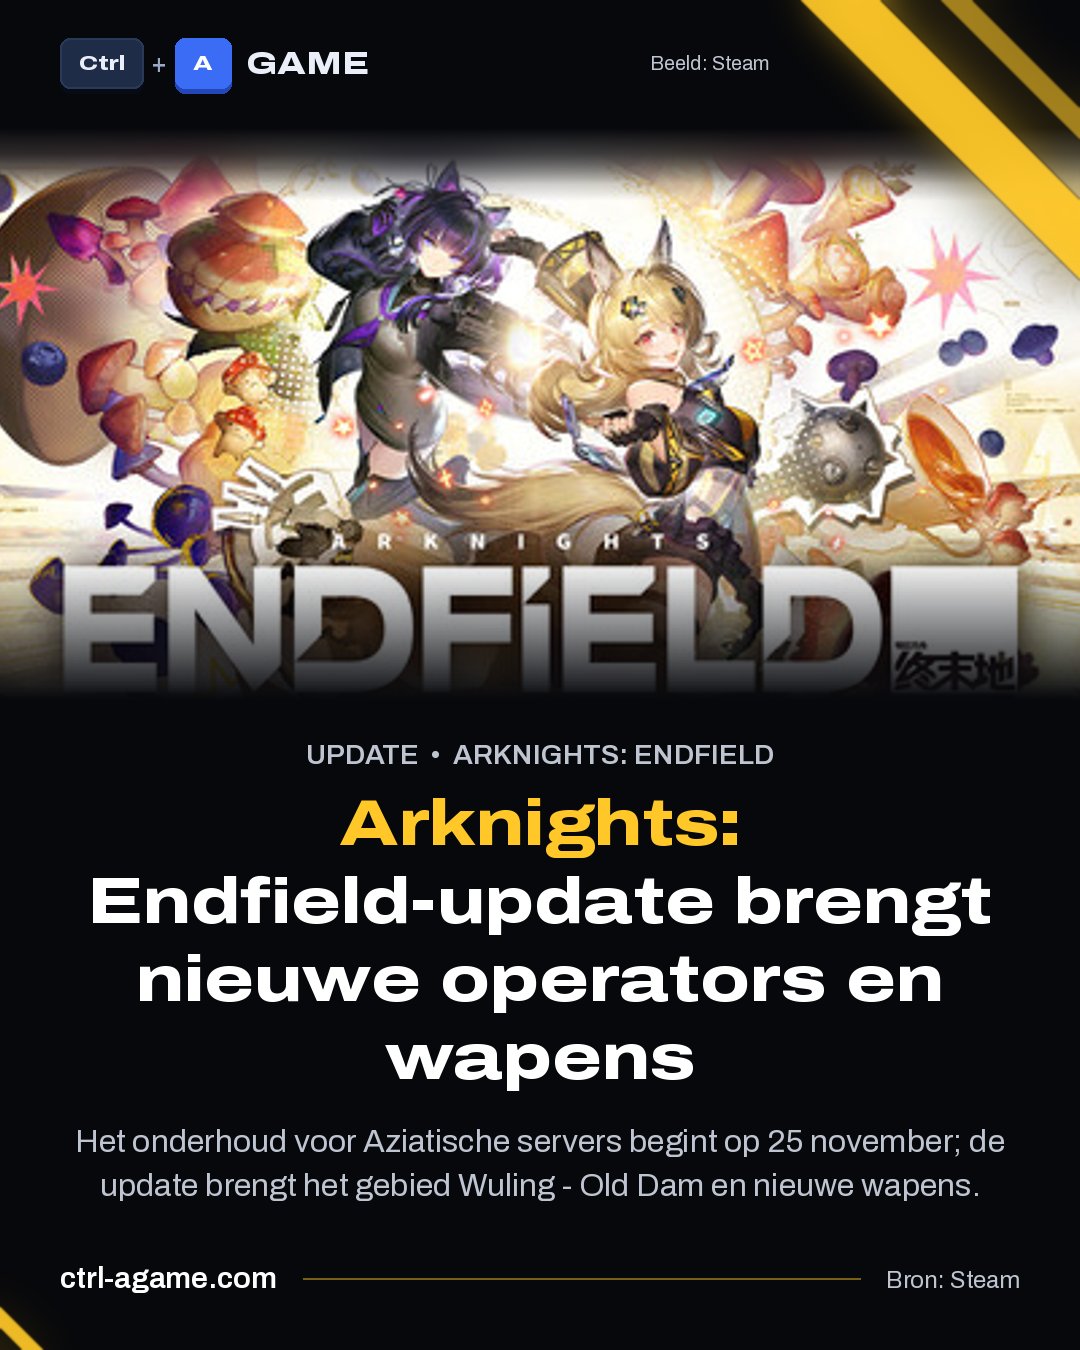 Ctrl + A GAME
Beeld: Steam
ARKNIGHTS
ENDFIELD
终末地
UPDATE • ARKNIGHTS: ENDFIELD
Arknights:
Endfield-update brengt
nieuwe operators en
wapens
Het onderhoud voor Aziatische servers begint op 25 november; de
update brengt het gebied Wuling - Old Dam en nieuwe wapens.
ctrl-agame.com
Bron: Steam